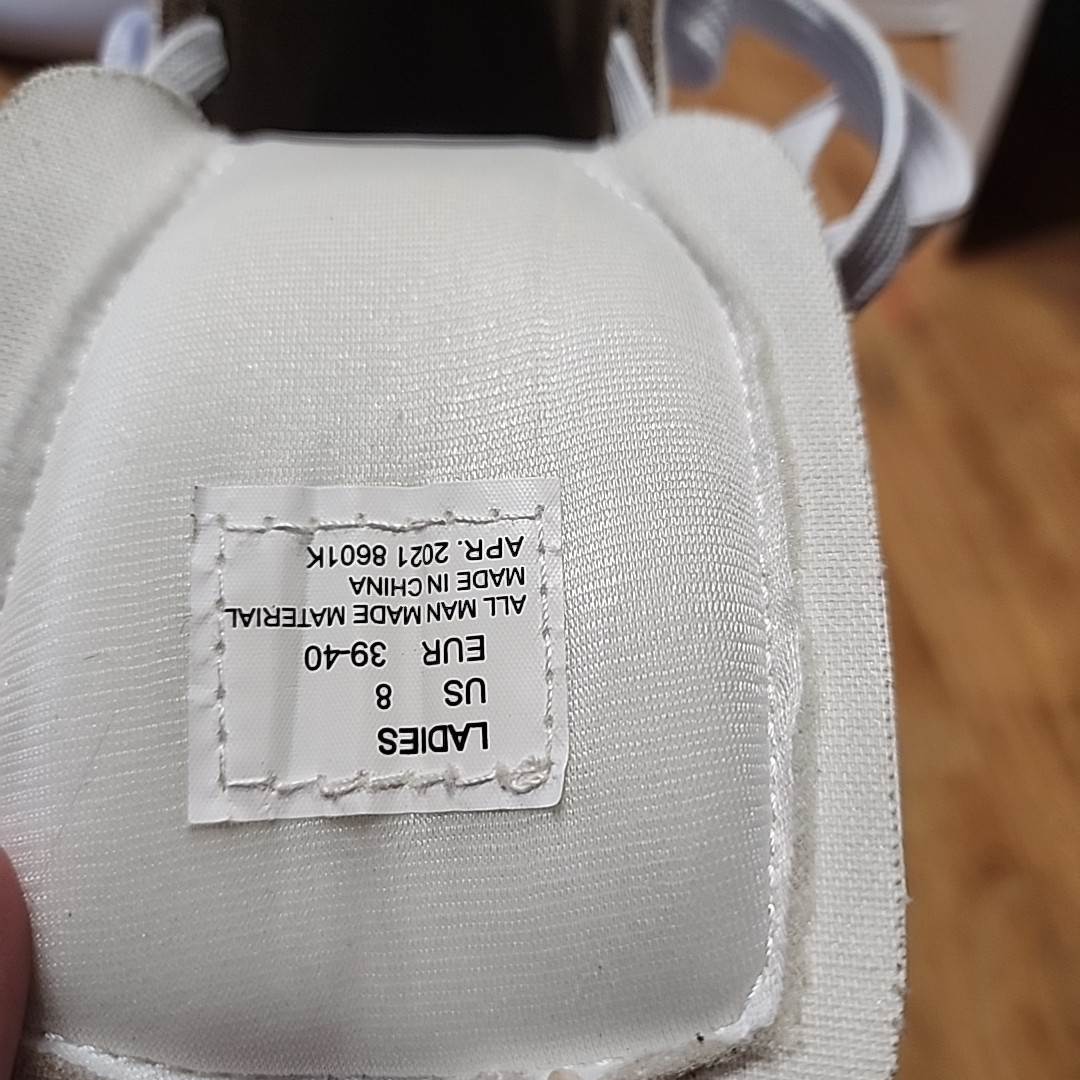 LADIES
US 8
EUR 39-40
ALL MAN MADE MATERIAL
MADE IN CHINA
APR. 2021 8601K